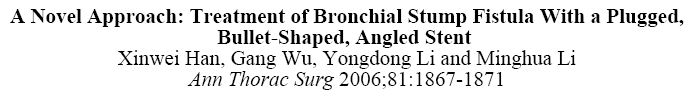 A Novel Approach: Treatment of Bronchial Stump Fistula With a Plugged,
Bullet-Shaped, Angled Stent
Xinwei Han, Gang Wu, Yongdong Li and Minghua Li
Ann Thorac Surg 2006;81:1867-1871